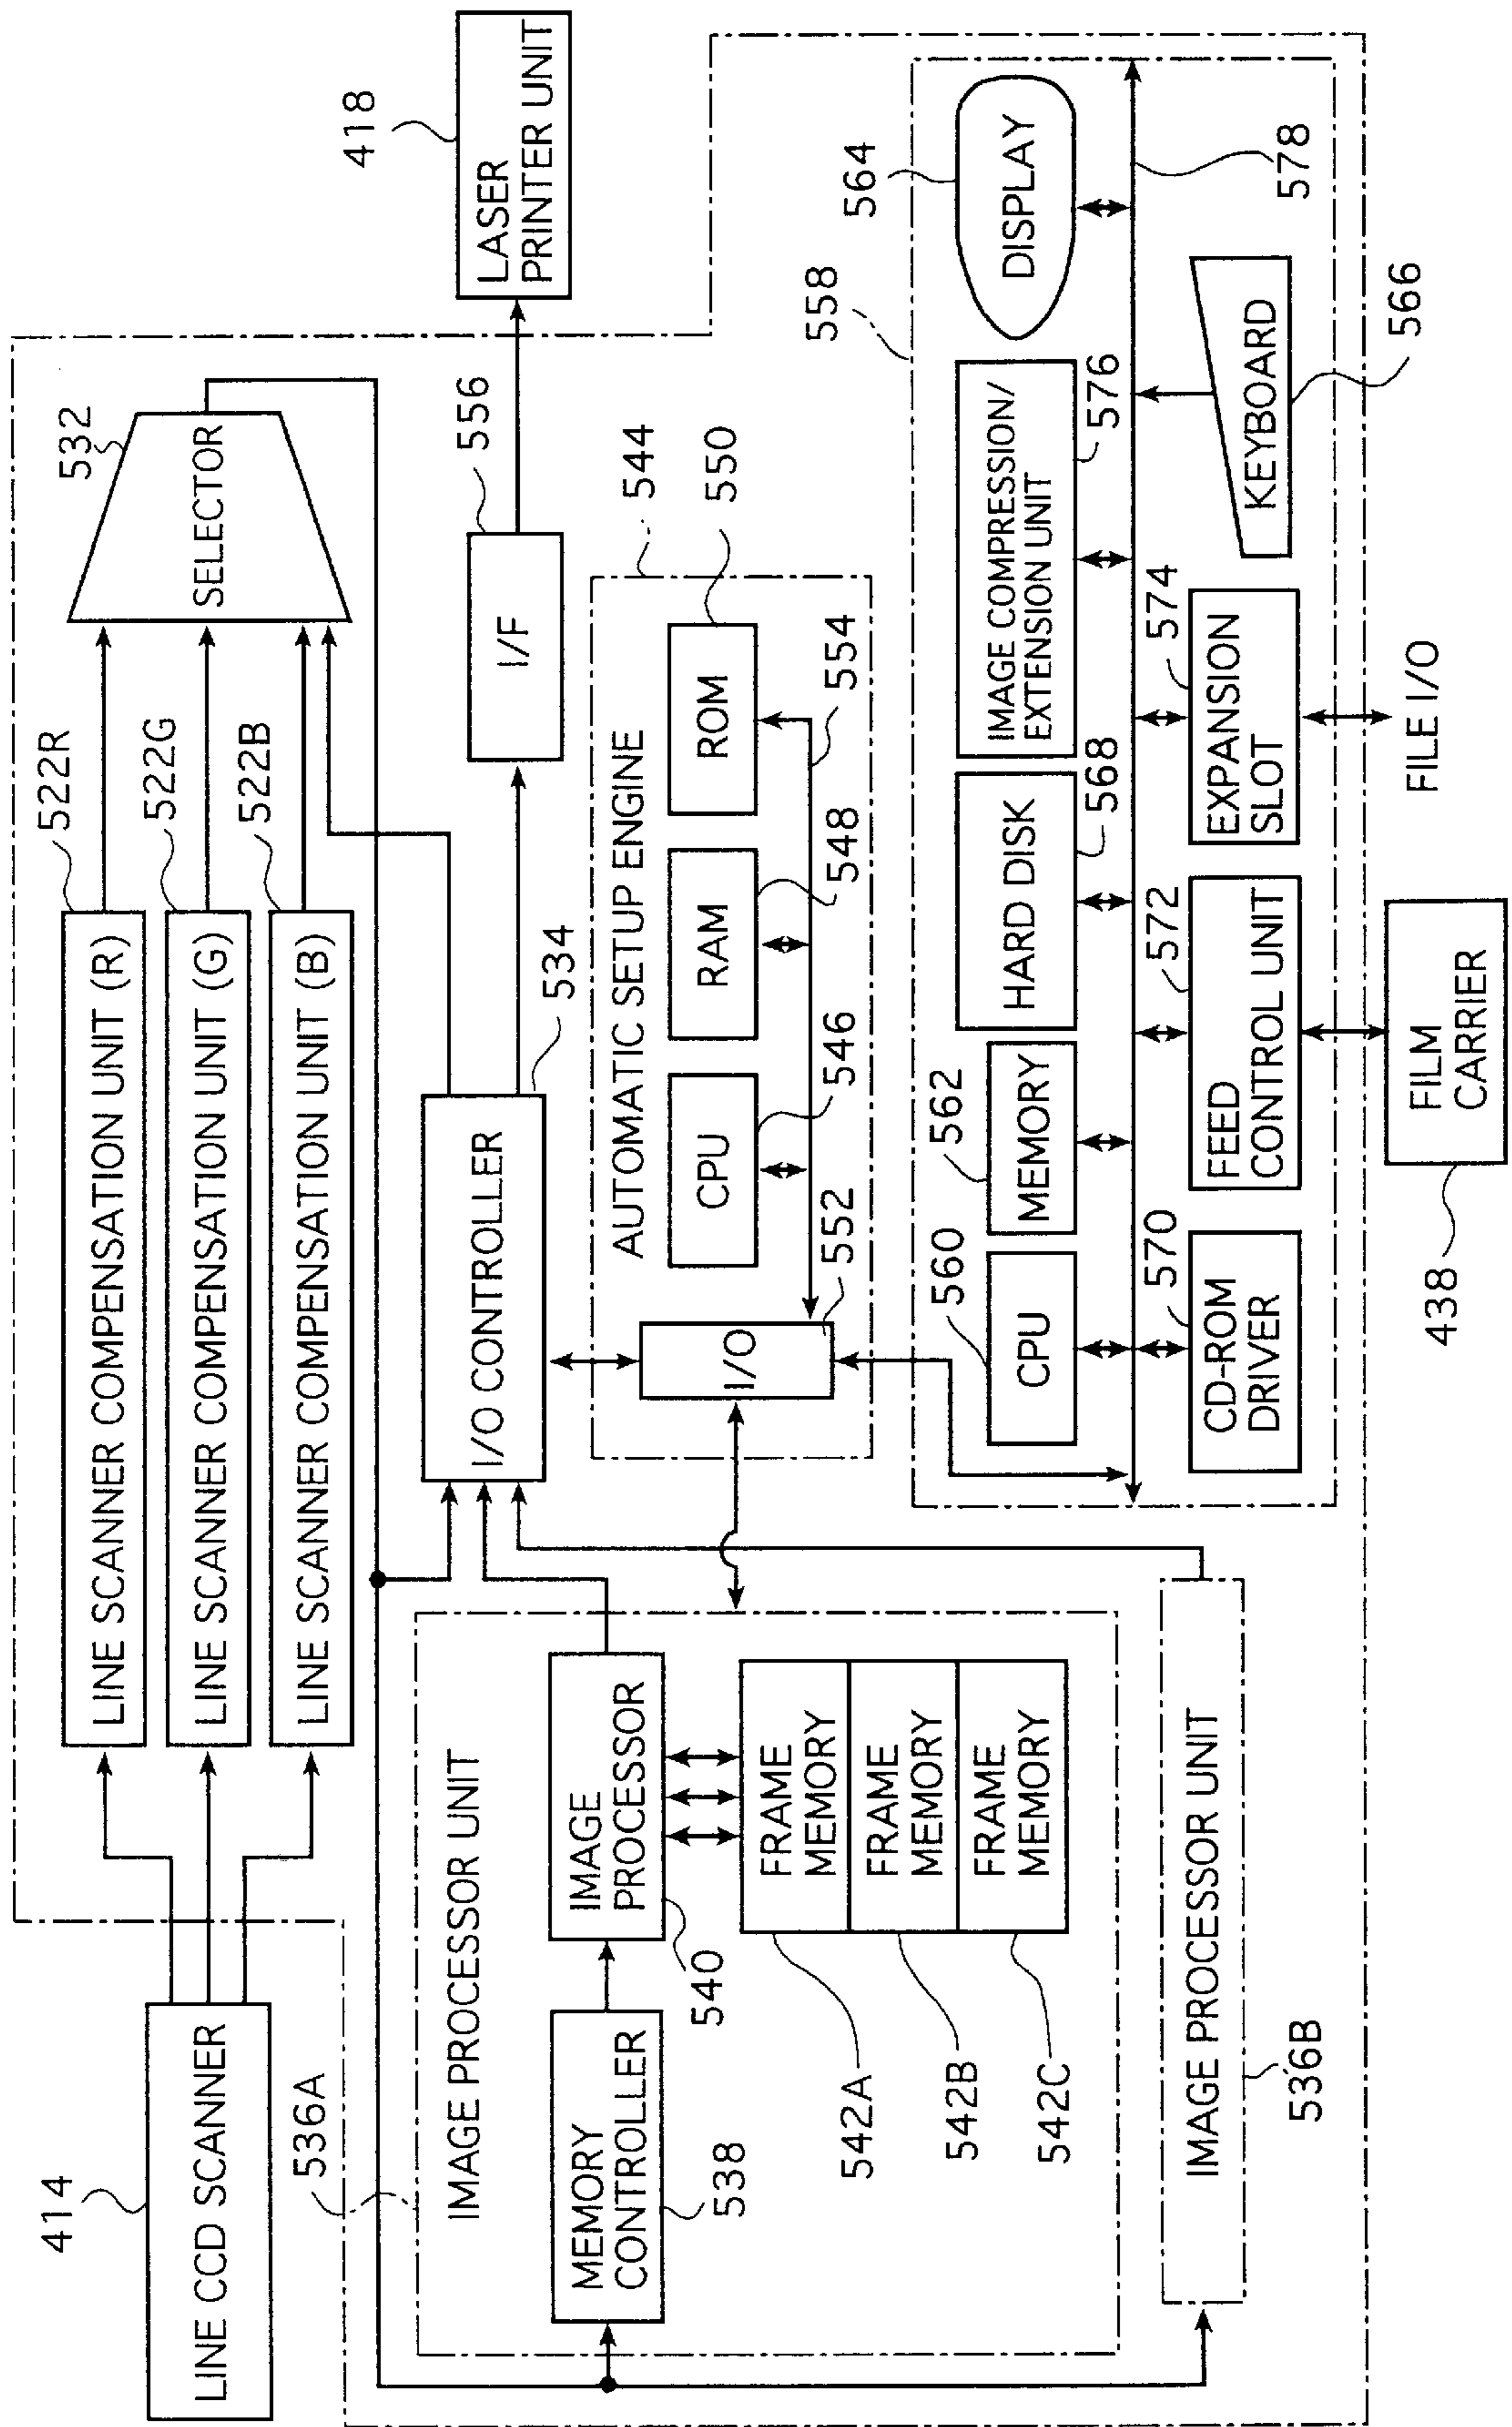 414
LINE CCD SCANNER
LINE SCANNER COMPENSATION UNIT (R)
522R
LINE SCANNER COMPENSATION UNIT (G)
522G
LINE SCANNER COMPENSATION UNIT (B)
522B
532
SELECTOR
418
LASER
PRINTER UNIT
536A
IMAGE PROCESSOR UNIT
MEMORY
CONTROLLER
538
IMAGE
PROCESSOR
540
FRAME
MEMORY
FRAME
MEMORY
FRAME
MEMORY
542A
542B
542C
IMAGE PROCESSOR UNIT
536B
I/O CONTROLLER
534
I/F
556
AUTOMATIC SETUP ENGINE
544
I/O
552
CPU
546
RAM
548
ROM
550
554
558
560
CPU
562
MEMORY
HARD DISK
568
IMAGE COMPRESSION/
EXTENSION UNIT
576
564
DISPLAY
578
CD-ROM
DRIVER
570
FEED
CONTROL UNIT
572
EXPANSION
SLOT
574
KEYBOARD
566
438
FILM
CARRIER
FILE I/O